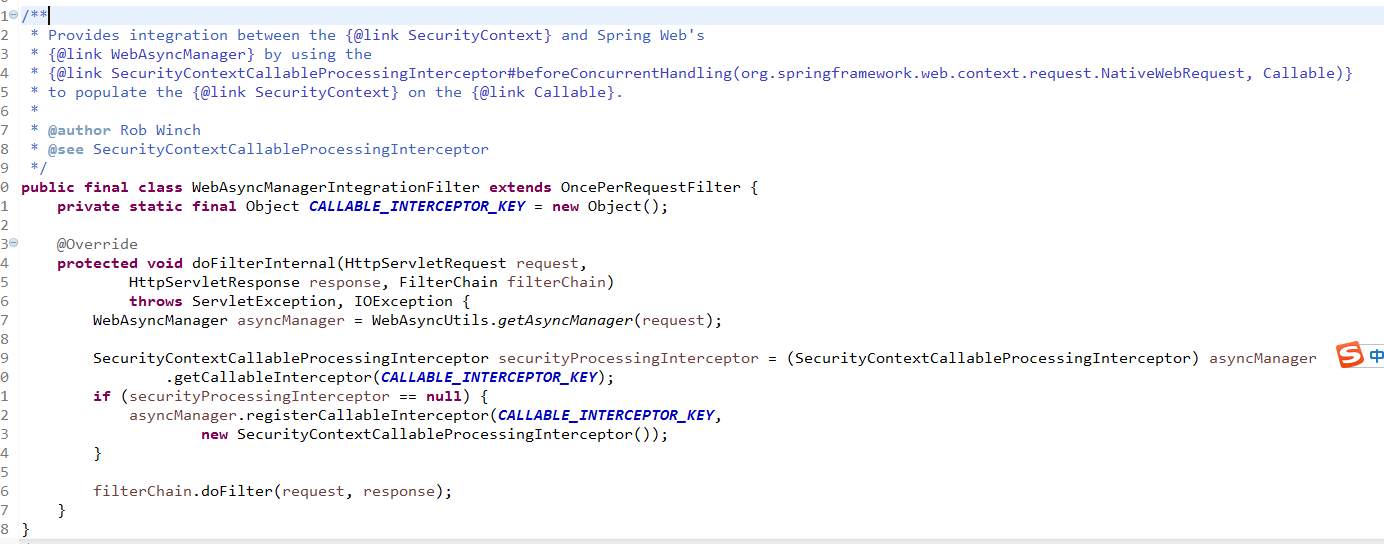 1 /**
2  * Provides integration between the {@link SecurityContext} and Spring Web's
3  * {@link WebAsyncManager} by using the
4  * {@link SecurityContextCallableProcessingInterceptor#beforeConcurrentHandling(org.springframework.web.context.request.NativeWebRequest, Callable)}
5  * to populate the {@link SecurityContext} on the {@link Callable}.
6  *
7  * @author Rob Winch
8  * @see SecurityContextCallableProcessingInterceptor
9  */
0 public final class WebAsyncManagerIntegrationFilter extends OncePerRequestFilter {
1     private static final Object CALLABLE_INTERCEPTOR_KEY = new Object();
2
3     @Override
4     protected void doFilterInternal(HttpServletRequest request,
5             HttpServletResponse response, FilterChain filterChain)
6             throws ServletException, IOException {
7         WebAsyncManager asyncManager = WebAsyncUtils.getAsyncManager(request);
8
9         SecurityContextCallableProcessingInterceptor securityProcessingInterceptor = (SecurityContextCallableProcessingInterceptor) asyncManager
S 中
0                 .getCallableInterceptor(CALLABLE_INTERCEPTOR_KEY);
1         if (securityProcessingInterceptor == null) {
2             asyncManager.registerCallableInterceptor(CALLABLE_INTERCEPTOR_KEY,
3                     new SecurityContextCallableProcessingInterceptor());
4         }
5
6         filterChain.doFilter(request, response);
7     }
8 }